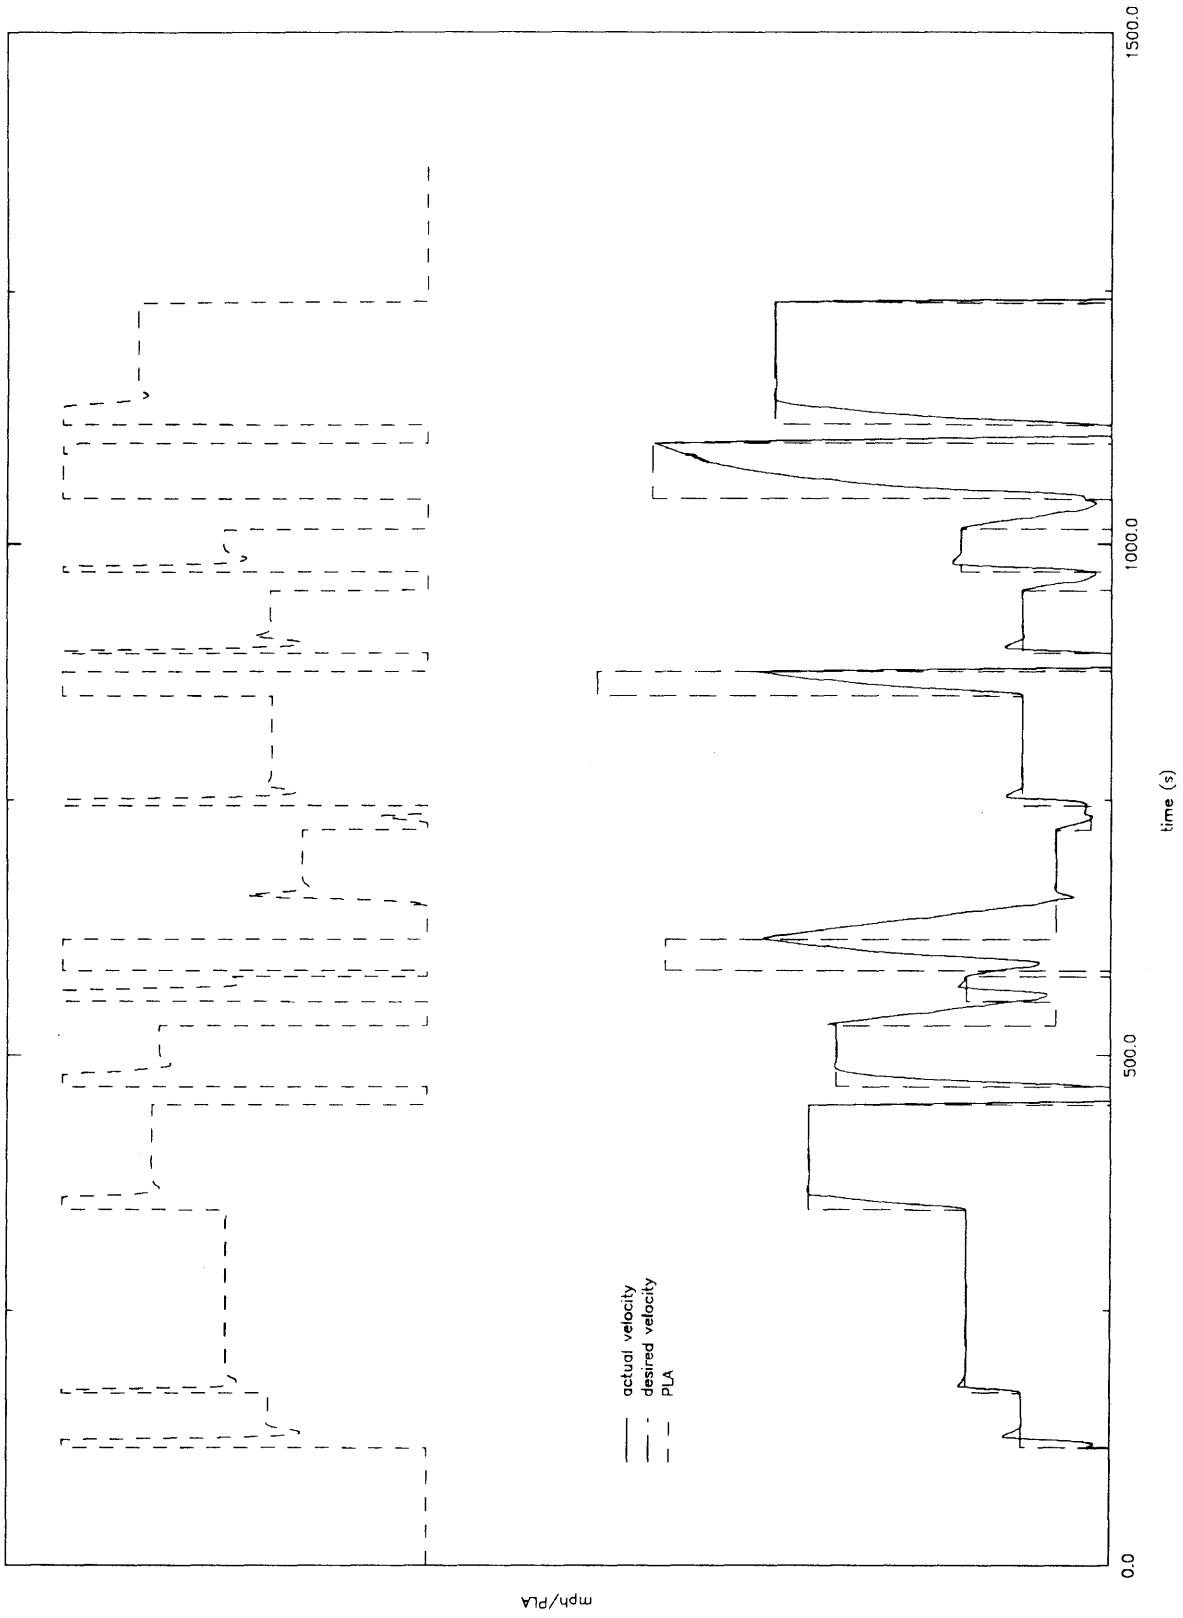 mph/PLA
actual velocity
desired velocity
PLA
0.0
500.0
1000.0
1500.0
time (s)